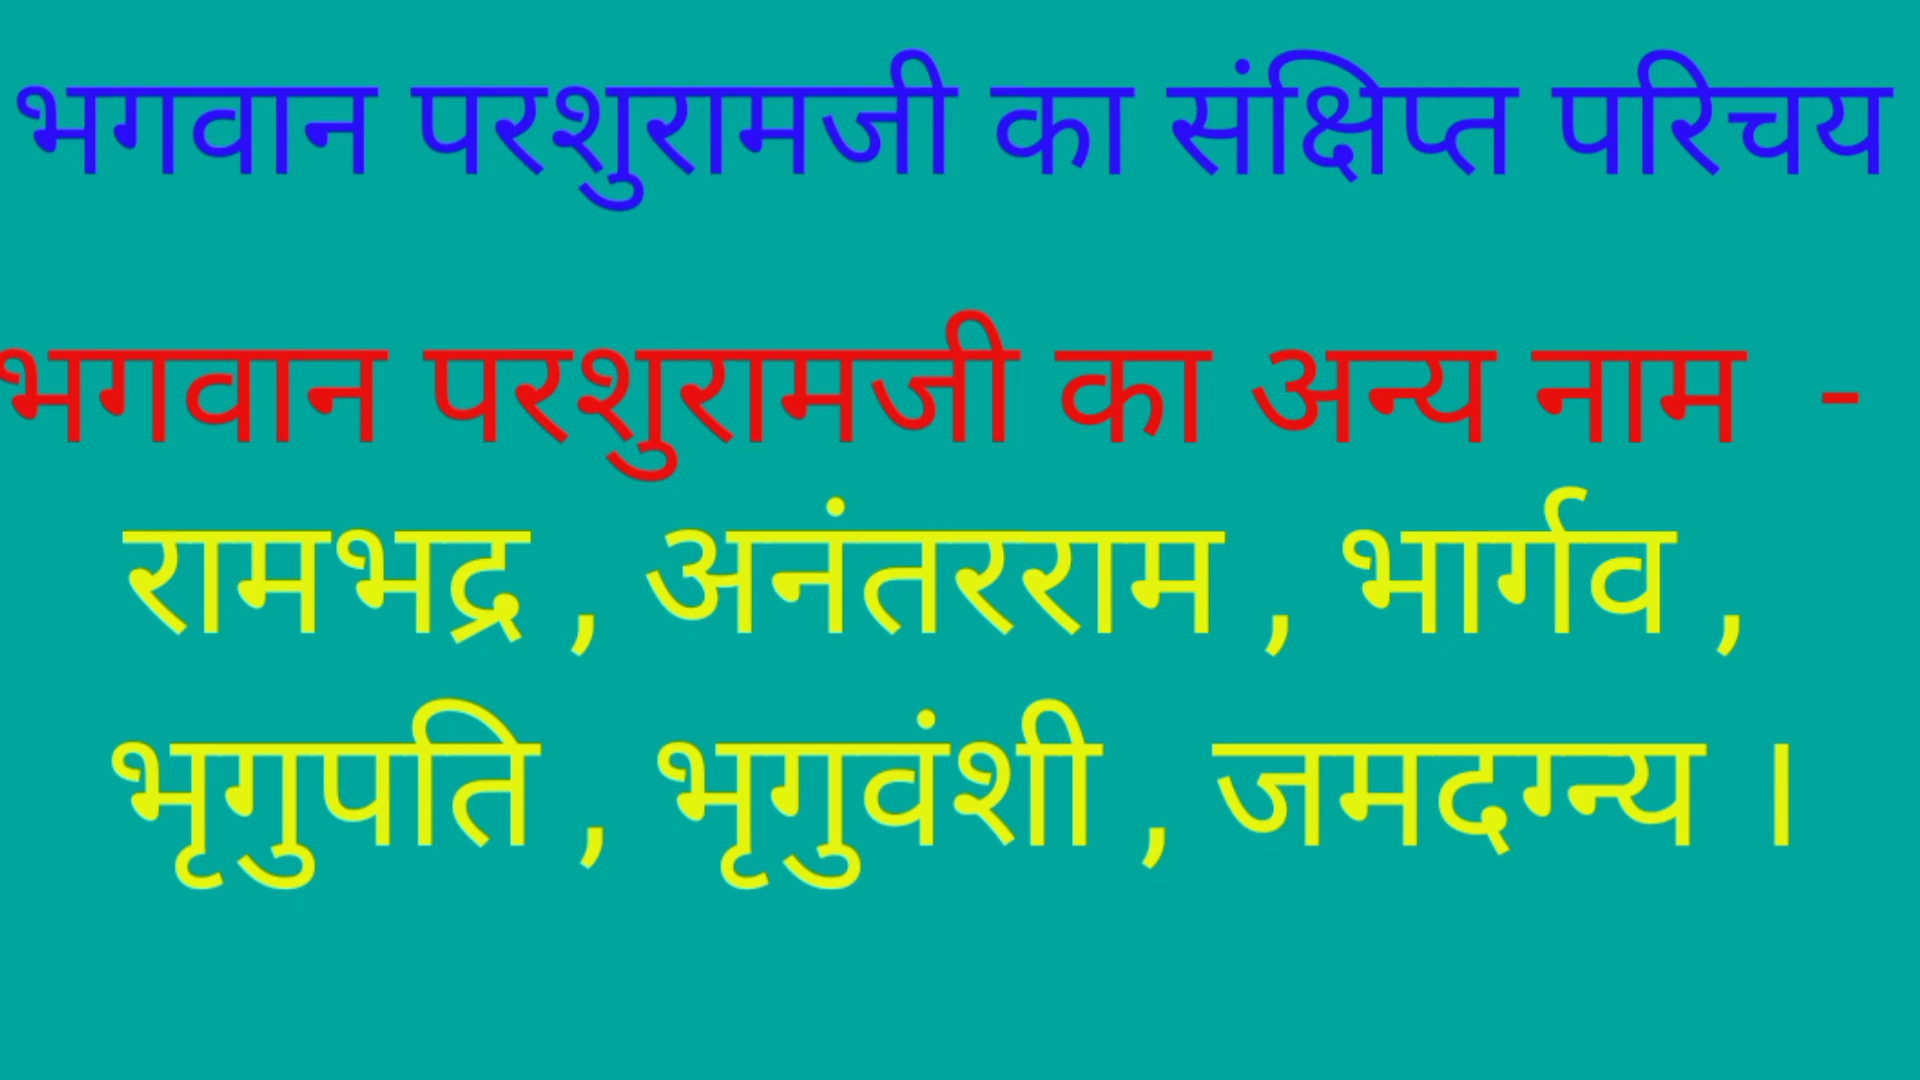 भगवान परशुरामजी का संक्षिप्त परिचय
भगवान परशुरामजी का अन्य नाम -
रामभद्र , अनंतरराम , भार्गव ,
भृगुपति , भृगुवंशी , जमदग्न्य ।